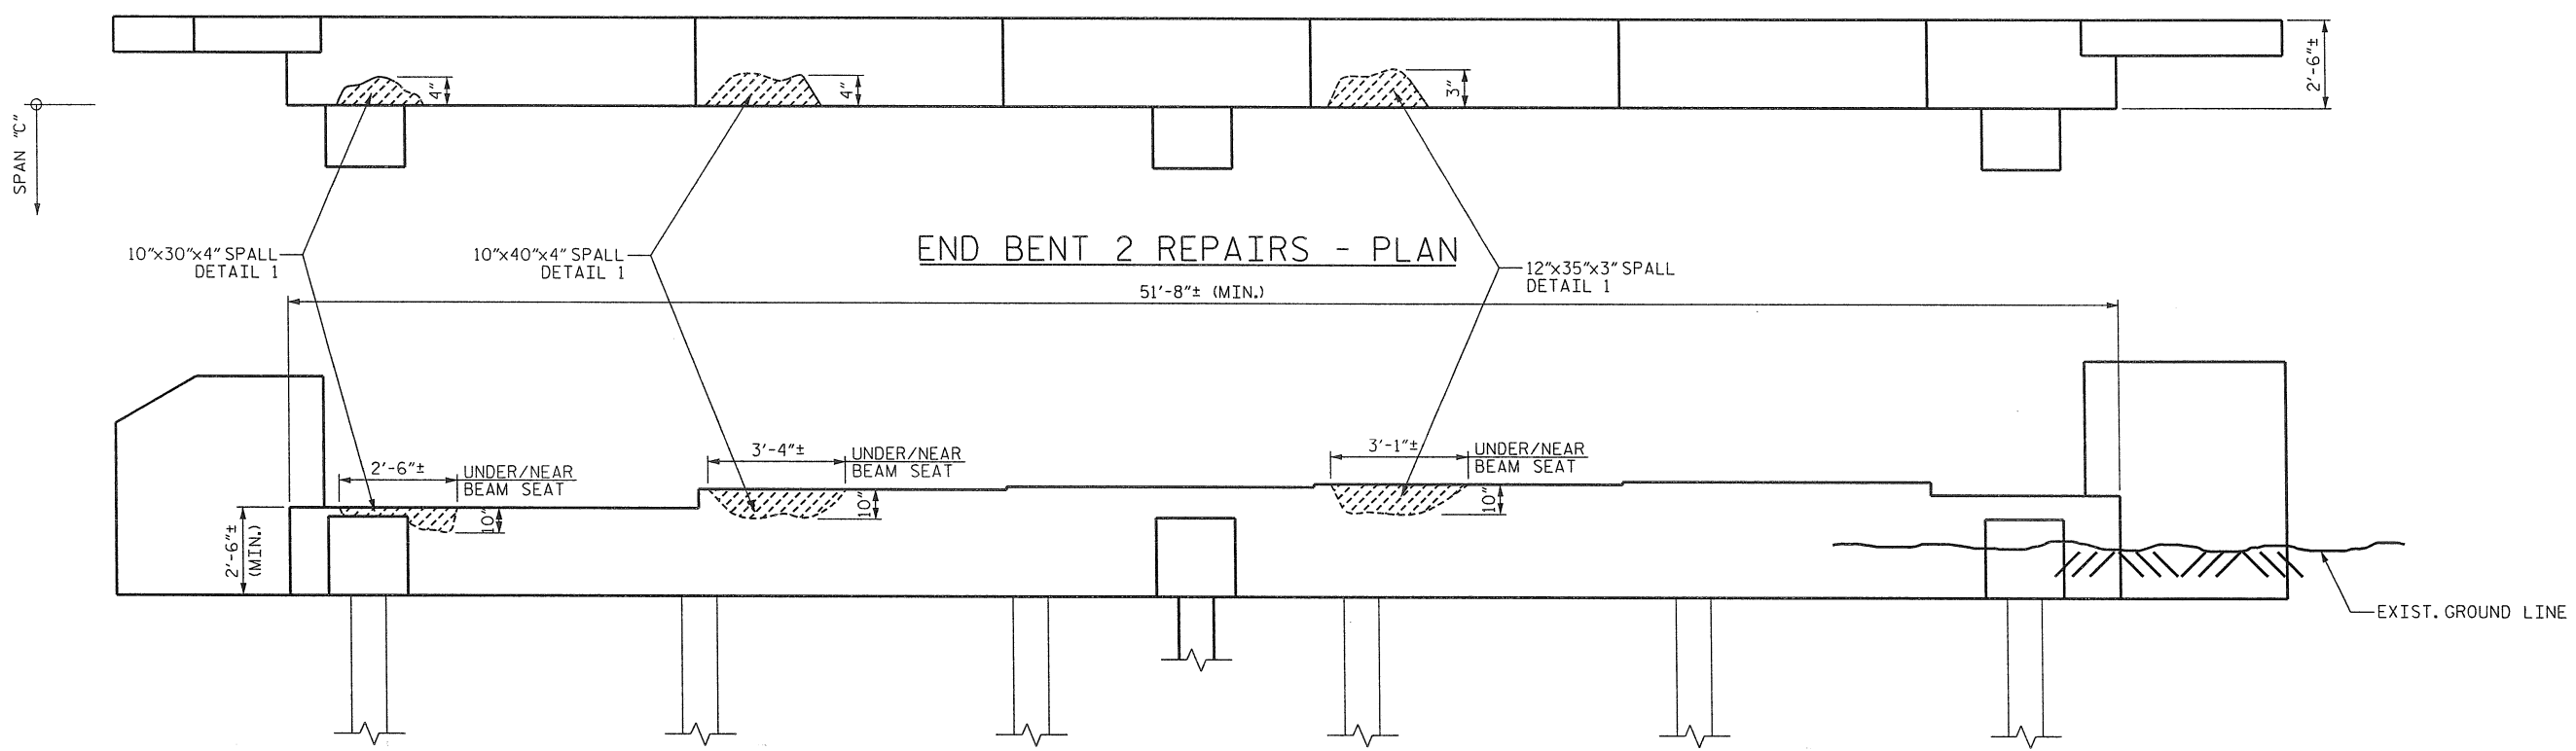 2'-6"±
4"
4"
3"
SPAN "C"
10"x30"x4" SPALL
DETAIL 1
10"x40"x4" SPALL
DETAIL 1
END BENT 2 REPAIRS - PLAN
12"x35"x3" SPALL
DETAIL 1
51'-8"± (MIN.)
2'-6"±
UNDER/NEAR
BEAM SEAT
3'-4"±
UNDER/NEAR
BEAM SEAT
3'-1"±
UNDER/NEAR
BEAM SEAT
10"
10"
10"
2'-6"±
(MIN.)
EXIST. GROUND LINE